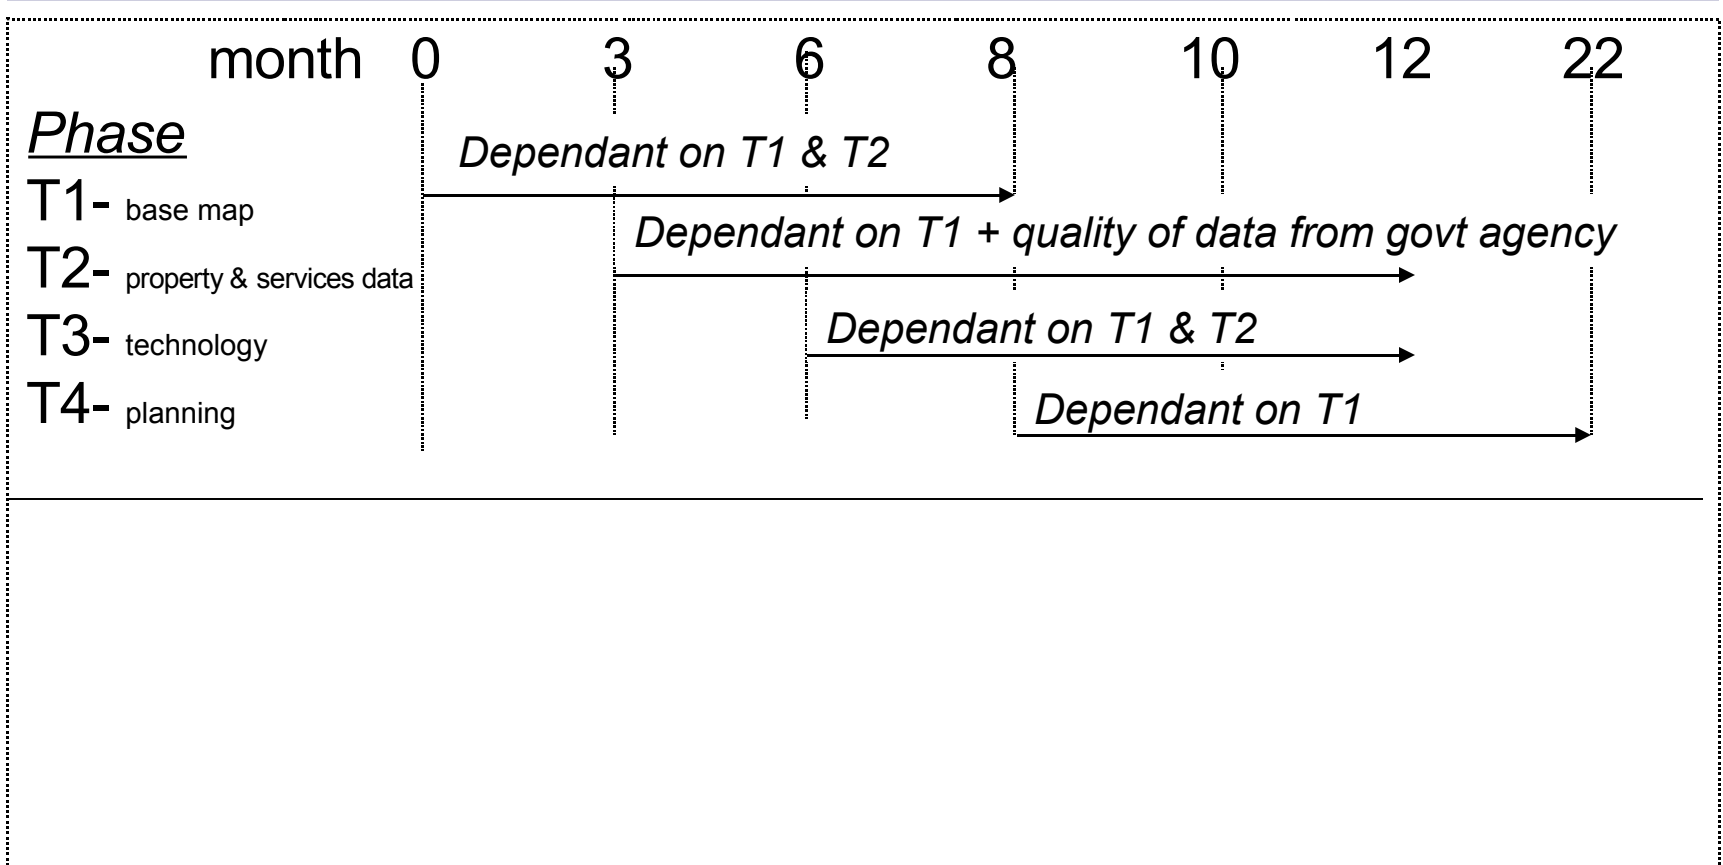 month 0 3 6 8 10 12 22
Phase
Dependant on T1 & T2
T1- base map
Dependant on T1 + quality of data from govt agency
T2- property & services data
Dependant on T1 & T2
T3- technology
Dependant on T1
T4- planning